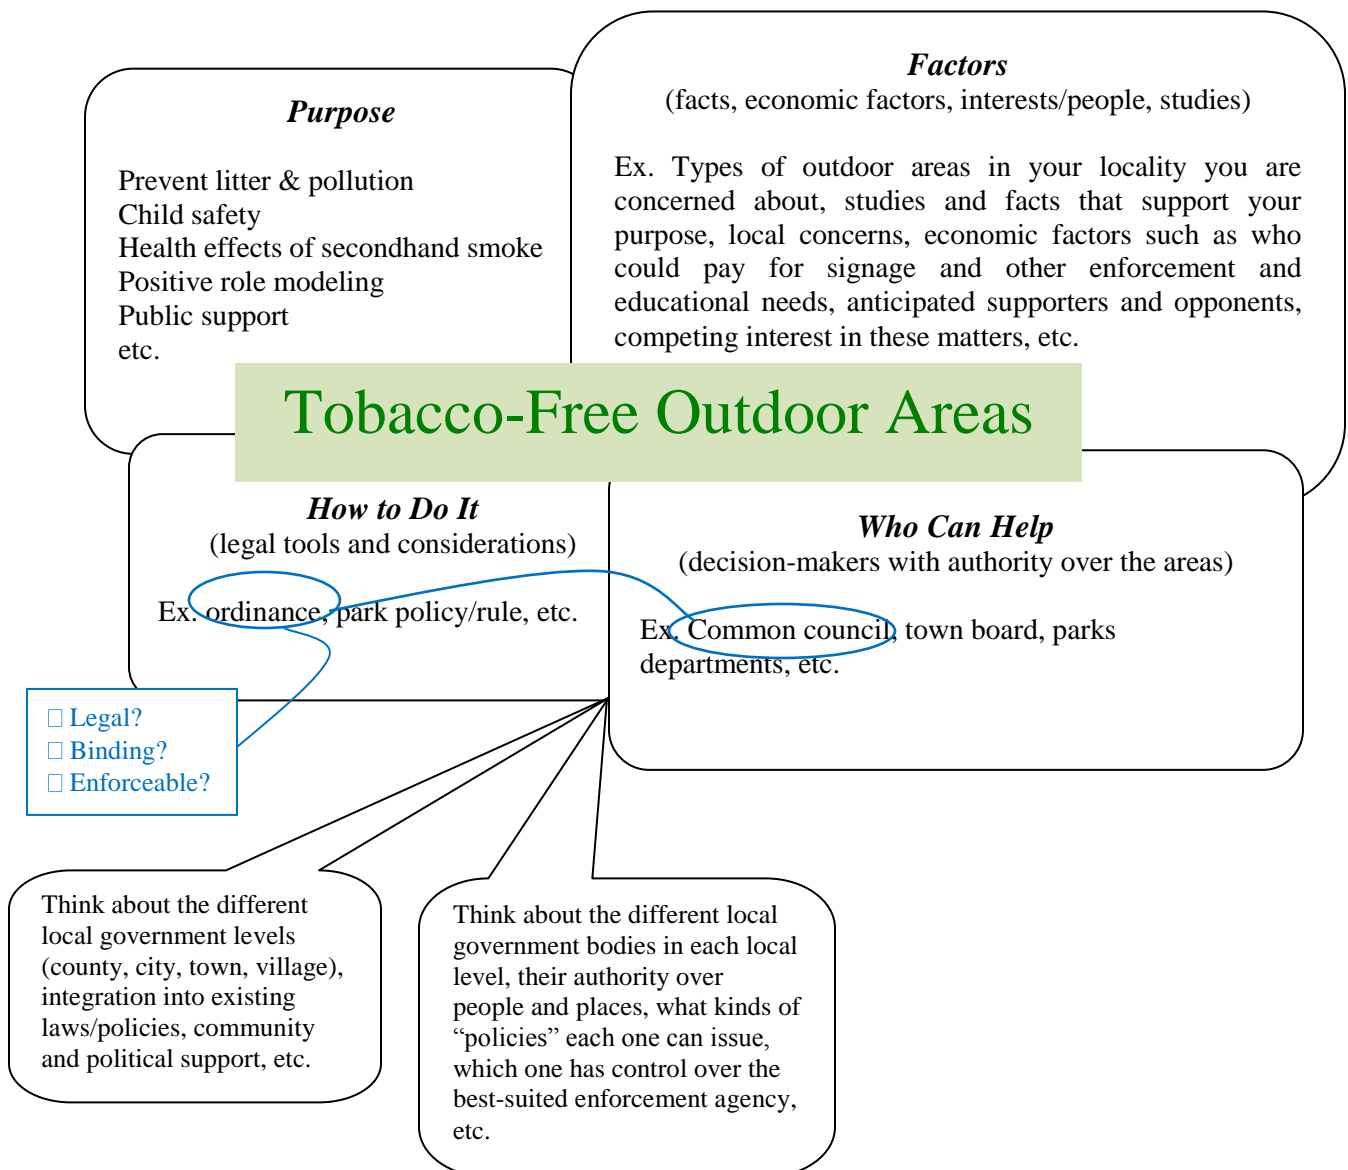 Purpose
Prevent litter & pollution
Child safety
Health effects of secondhand smoke
Positive role modeling
Public support
etc.
Factors
(facts, economic factors, interests/people, studies)
Ex. Types of outdoor areas in your locality you are
concerned about, studies and facts that support your
purpose, local concerns, economic factors such as who
could pay for signage and other enforcement and
educational needs, anticipated supporters and opponents,
competing interest in these matters, etc.
Tobacco-Free Outdoor Areas
How to Do It
(legal tools and considerations)
Ex. ordinance, park policy/rule, etc.
Who Can Help
(decision-makers with authority over the areas)
Ex. Common council, town board, parks
departments, etc.
□ Legal?
□ Binding?
□ Enforceable?
Think about the different
local government levels
(county, city, town, village),
integration into existing
laws/policies, community
and political support, etc.
Think about the different local
government bodies in each local
level, their authority over
people and places, what kinds of
“policies” each one can issue,
which one has control over the
best-suited enforcement agency,
etc.